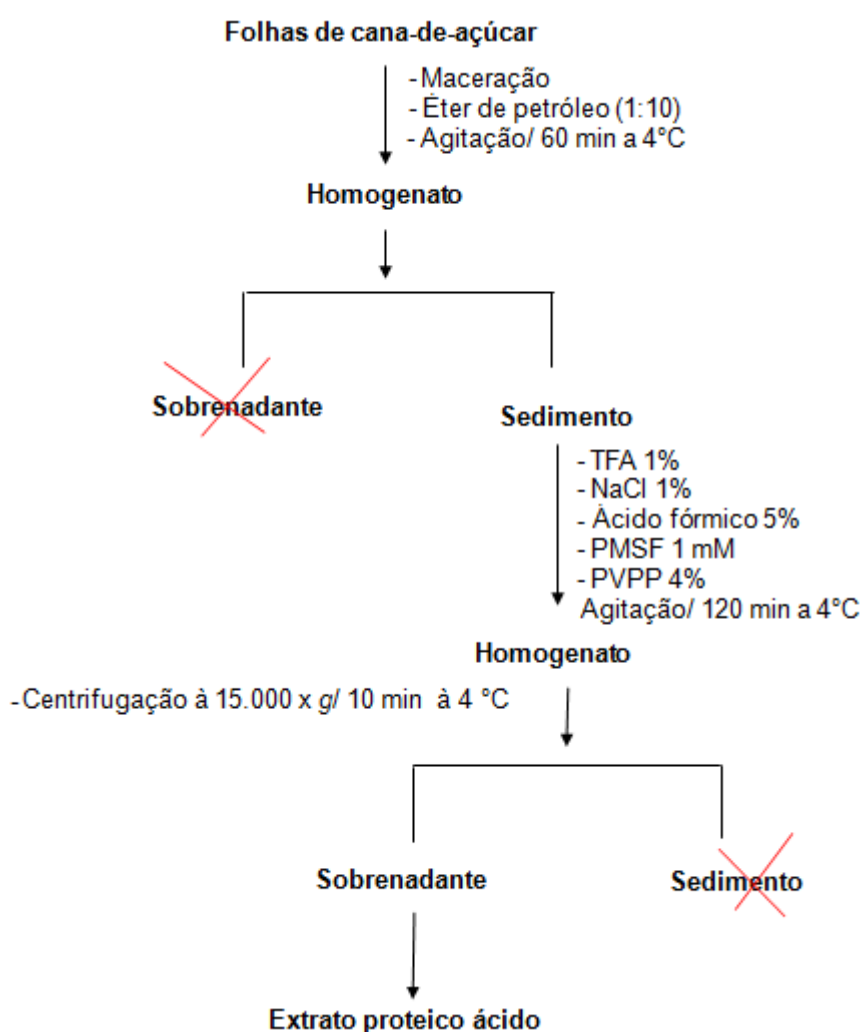 Folhas de cana-de-açúcar
- Maceração
- Éter de petróleo (1:10)
- Agitação/ 60 min a 4°C
Homogenato
Sobrenadante
Sedimento
- TFA 1%
- NaCl 1%
- Ácido fórmico 5%
- PMSF 1 mM
- PVPP 4%
Agitação/ 120 min a 4°C
Homogenato
- Centrifugação à 15.000 x g/ 10 min à 4 °C
Sobrenadante
Sedimento
Extrato proteico ácido